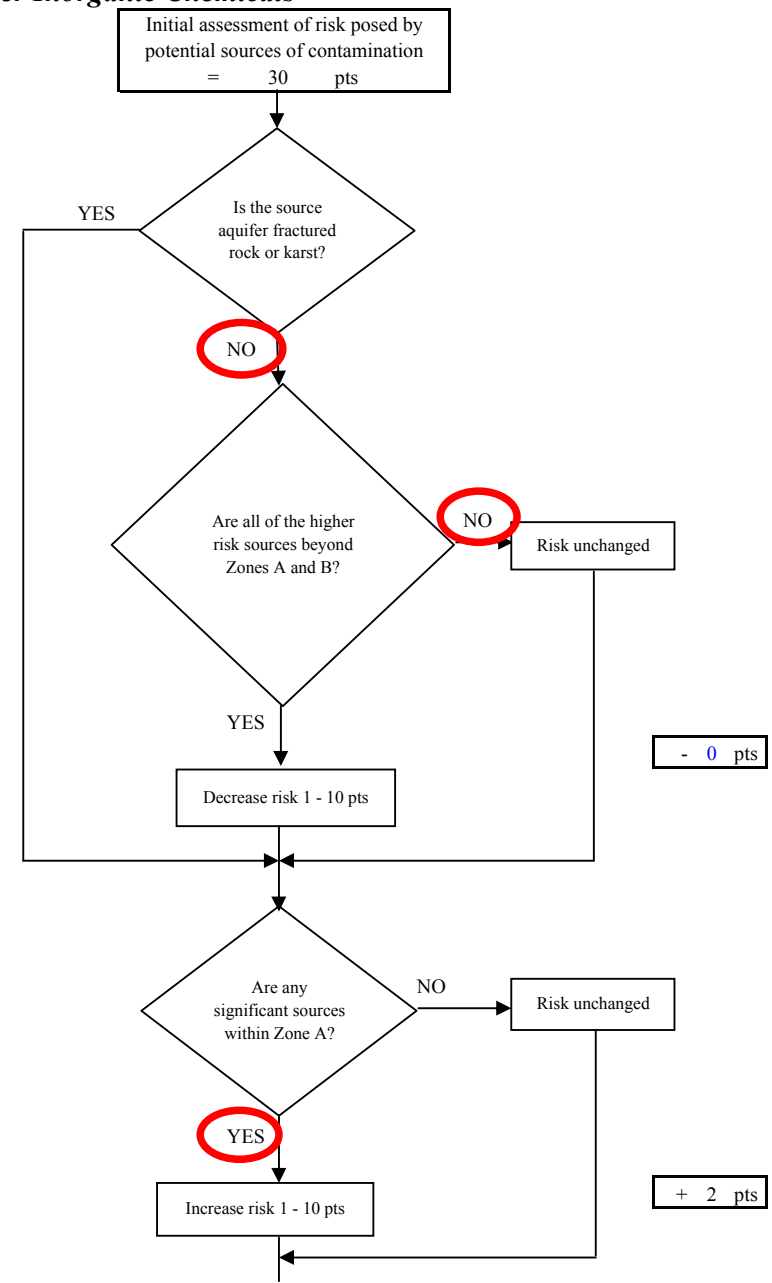 Inorganic Chemicals
Initial assessment of risk posed by
potential sources of contamination
= 30 pts
YES
Is the source
aquifer fractured
rock or karst?
NO
Are all of the higher
risk sources beyond
Zones A and B?
NO
Risk unchanged
YES
- 0 pts
Decrease risk 1 - 10 pts
Are any
significant sources
within Zone A?
NO
Risk unchanged
YES
Increase risk 1 - 10 pts
+ 2 pts